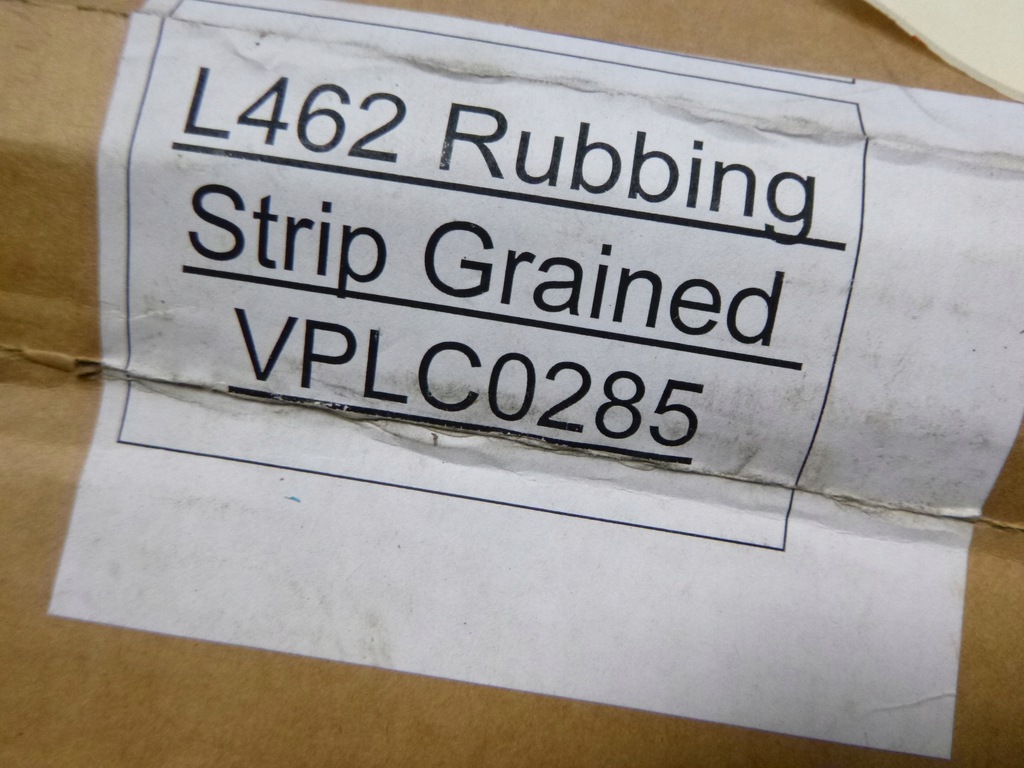 L462 Rubbing
Strip Grained
VPLC0285